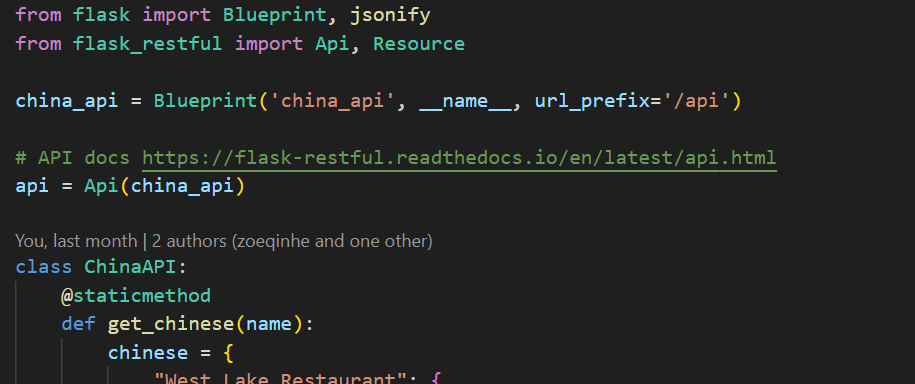 from flask import Blueprint, jsonify
from flask_restful import Api, Resource
china_api = Blueprint('china_api', __name__, url_prefix='/api')
# API docs https://flask-restful.readthedocs.io/en/latest/api.html
api = Api(china_api)
You, last month | 2 authors (zoeqinhe and one other)
class ChinaAPI:
    @staticmethod
    def get_chinese(name):
        chinese = {
            "West Lake Restaurant": {